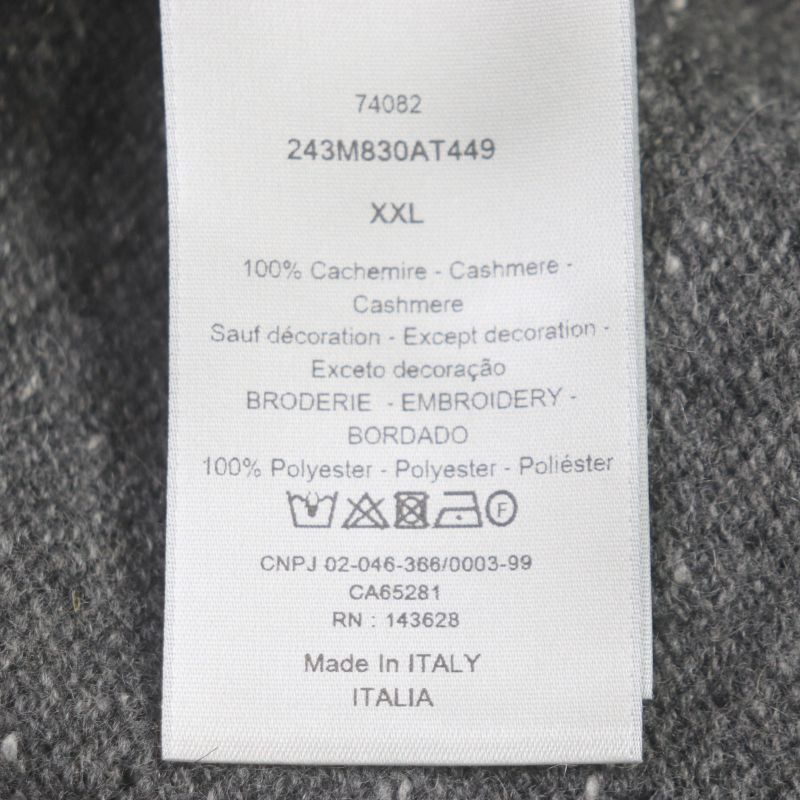 74082
243M830AT449
XXL
100% Cachemire - Cashmere -
Cashmere
Sauf décoration - Except decoration -
Exceto decoração
BRODERIE - EMBROIDERY -
BORDADO
100% Polyester - Polyester - Poliéster
F
CNPJ 02-046-366/0003-99
CA65281
RN : 143628
Made In ITALY
ITALIA